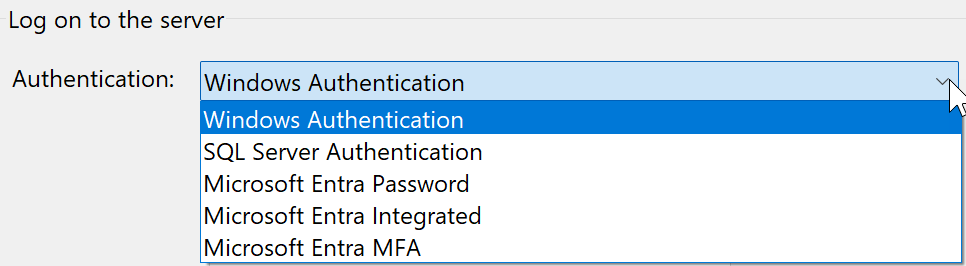 Log on to the server
Authentication: Windows Authentication
Windows Authentication
SQL Server Authentication
Microsoft Entra Password
Microsoft Entra Integrated
Microsoft Entra MFA